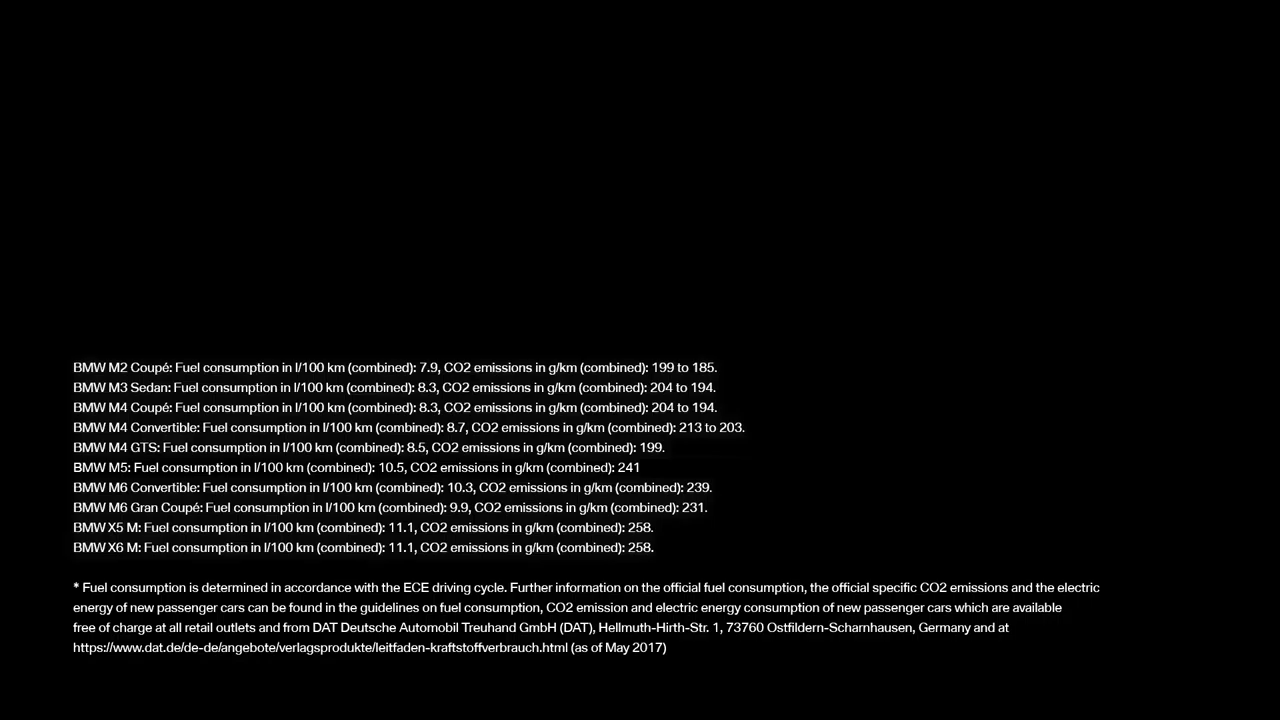 BMW M2 Coupé: Fuel consumption in l/100 km (combined): 7.9, CO2 emissions in g/km (combined): 199 to 185.
BMW M3 Sedan: Fuel consumption in l/100 km (combined): 8.3, CO2 emissions in g/km (combined): 204 to 194.
BMW M4 Coupé: Fuel consumption in l/100 km (combined): 8.3, CO2 emissions in g/km (combined): 204 to 194.
BMW M4 Convertible: Fuel consumption in l/100 km (combined): 8.7, CO2 emissions in g/km (combined): 213 to 203.
BMW M4 GTS: Fuel consumption in l/100 km (combined): 8.5, CO2 emissions in g/km (combined): 199.
BMW M5: Fuel consumption in l/100 km (combined): 10.5, CO2 emissions in g/km (combined): 241
BMW M6 Convertible: Fuel consumption in l/100 km (combined): 10.3, CO2 emissions in g/km (combined): 239.
BMW M6 Gran Coupé: Fuel consumption in l/100 km (combined): 9.9, CO2 emissions in g/km (combined): 231.
BMW X5 M: Fuel consumption in l/100 km (combined): 11.1, CO2 emissions in g/km (combined): 258.
BMW X6 M: Fuel consumption in l/100 km (combined): 11.1, CO2 emissions in g/km (combined): 258.
* Fuel consumption is determined in accordance with the ECE driving cycle. Further information on the official fuel consumption, the official specific CO2 emissions and the electric
energy of new passenger cars can be found in the guidelines on fuel consumption, CO2 emission and electric energy consumption of new passenger cars which are available
free of charge at all retail outlets and from DAT Deutsche Automobil Treuhand GmbH (DAT), Hellmuth-Hirth-Str. 1, 73760 Ostfildern-Scharnhausen, Germany and at
https://www.dat.de/de-de/angebote/verlagsprodukte/leitfaden-kraftstoffverbrauch.html (as of May 2017)